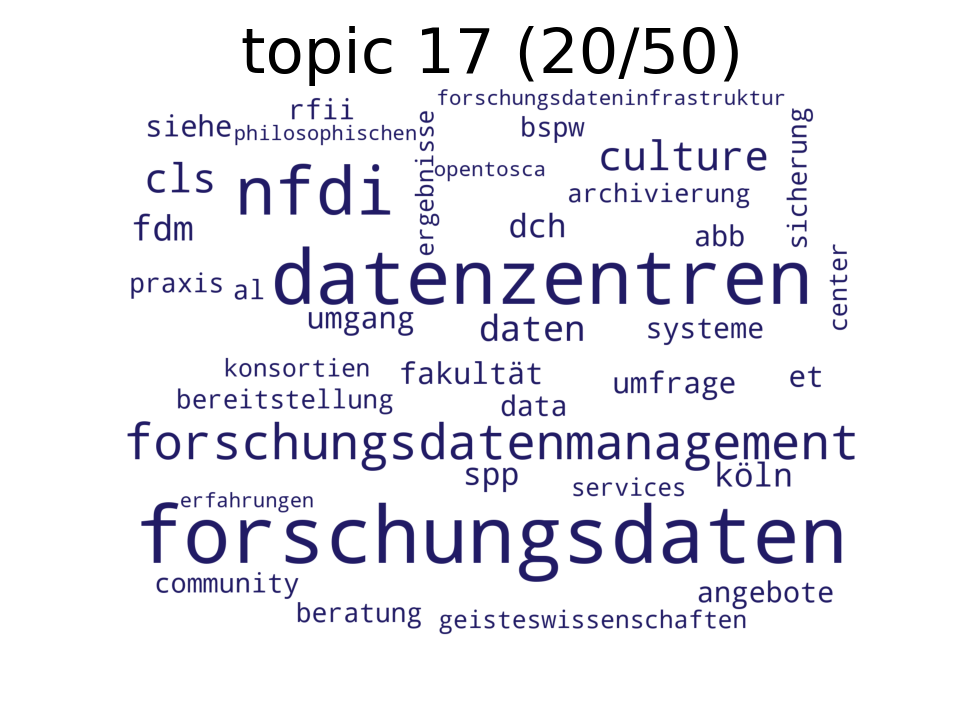 topic 17 (20/50)
forschungsdateninfrastruktur
rfii
siehe
philosophischen
bspw
ergebnisse
sicherung
culture
opentosca
cls
nfdi
archivierung
fdm
dch
abb
center
praxis
al
datenzentren
umgang
daten
systeme
konsortien
fakultät
umfrage
et
bereitstellung
data
forschungsdatenmanagement
spp
köln
services
erfahrungen
forschungsdaten
community
angebote
beratung
geisteswissenschaften